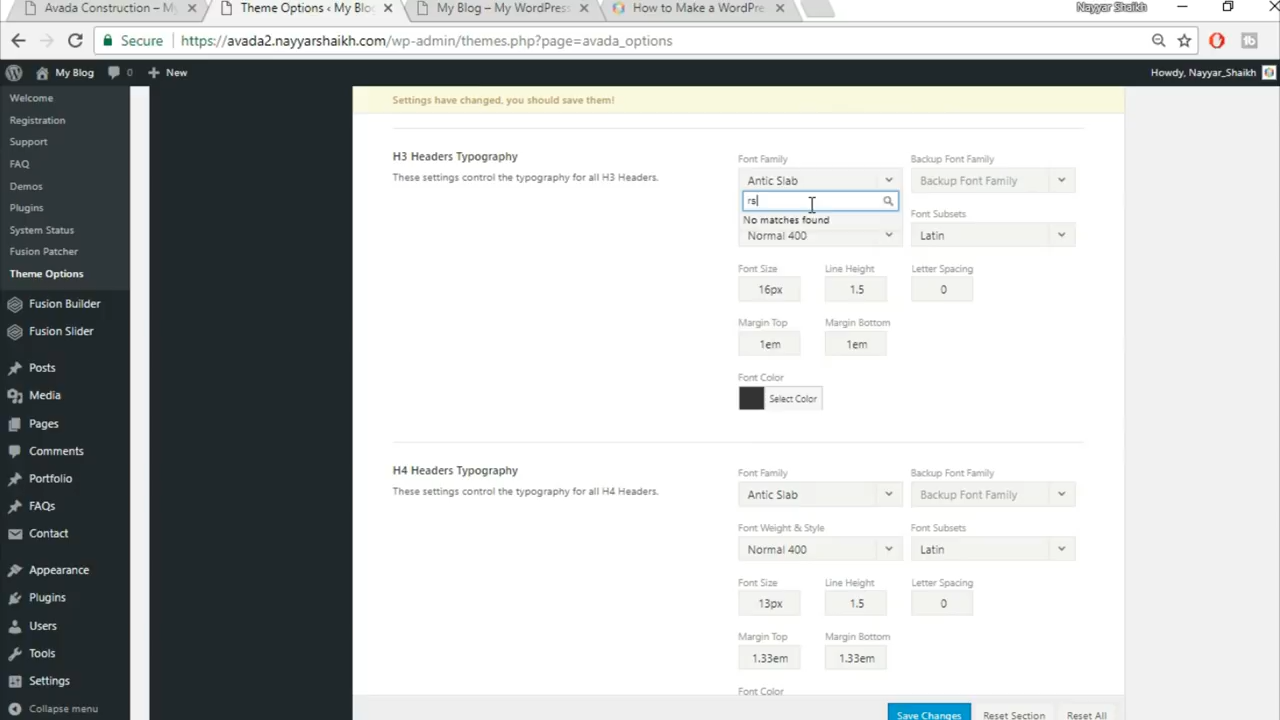 Avada Construction – My
Theme Options ‹ My Blo
My Blog – My WordPress
How to Make a WordPre
Nayyar Shaikh
Secure
https://avada2.nayyarshaikh.com/wp-admin/themes.php?page=avada_options
My Blog
0
New
Howdy, Nayyar_Shaikh
Welcome
Registration
Support
FAQ
Demos
Plugins
System Status
Fusion Patcher
Theme Options
Fusion Builder
Fusion Slider
Posts
Media
Pages
Comments
Portfolio
FAQs
Contact
Appearance
Plugins
Users
Tools
Settings
Collapse menu
Settings have changed, you should save them!
H3 Headers Typography
These settings control the typography for all H3 Headers.
Font Family
Backup Font Family
Antic Slab
Backup Font Family
rs
No matches found
Font Subsets
Normal 400
Latin
Font Size
Line Height
Letter Spacing
16px
1.5
0
Margin Top
Margin Bottom
1em
1em
Font Color
Select Color
H4 Headers Typography
These settings control the typography for all H4 Headers.
Font Family
Backup Font Family
Antic Slab
Backup Font Family
Font Weight & Style
Font Subsets
Normal 400
Latin
Font Size
Line Height
Letter Spacing
13px
1.5
0
Margin Top
Margin Bottom
1.33em
1.33em
Font Color
Save Changes
Reset Section
Reset All